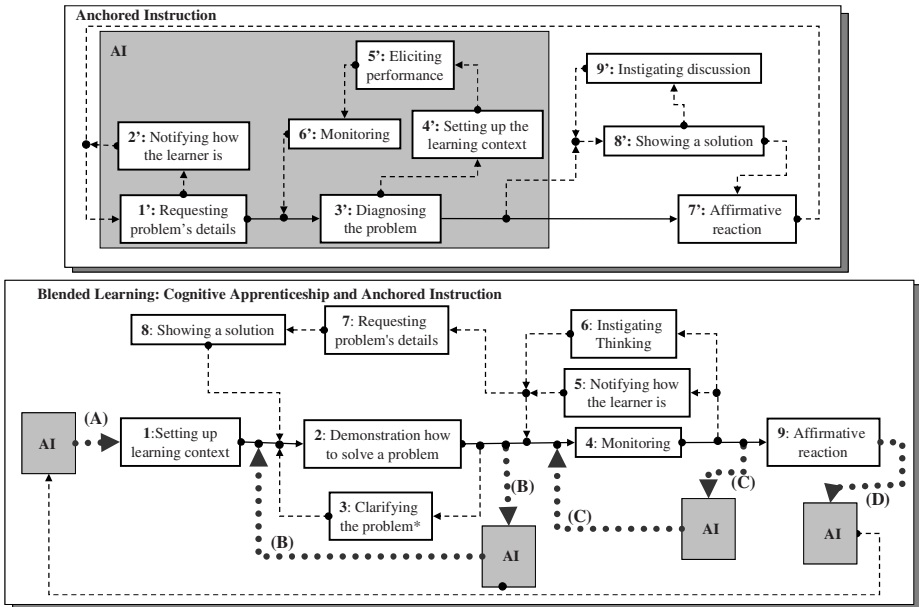 Anchored Instruction
AI
5': Eliciting
performance
9': Instigating discussion
2': Notifying how
the learner is
6': Monitoring
4': Setting up the
learning context
8': Showing a solution
1': Requesting
problem's details
3': Diagnosing
the problem
7': Affirmative
reaction
Blended Learning: Cognitive Apprenticeship and Anchored Instruction
8: Showing a solution
7: Requesting
problem's details
6: Instigating
Thinking
5: Notifying how
the learner is
AI
(A)
1:Setting up
learning context
2: Demonstration how
to solve a problem
4: Monitoring
9: Affirmative
reaction
3: Clarifying
the problem*
(B)
(B)
AI
(C)
(C)
AI
(D)
AI